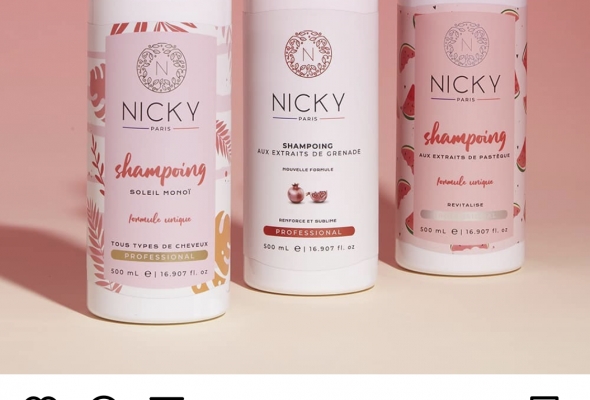 N
NICKY
PARIS
shampoing
SOLEIL MONOÏ
formule unique
TOUS TYPES DE CHEVEUX
PROFESSIONAL
500 mL ℮ | 16.907 fl. oz
N
NICKY
PARIS
SHAMPOING
AUX EXTRAITS DE GRENADE
NOUVELLE FORMULE
RENFORCE ET SUBLIME
PROFESSIONAL
500 mL ℮ | 16.907 fl. oz
N
NICKY
PARIS
shampoing
AUX EXTRAITS DE PASTÈQUE
formule unique
REVITALISE
500 mL ℮ | 16.907 fl. oz